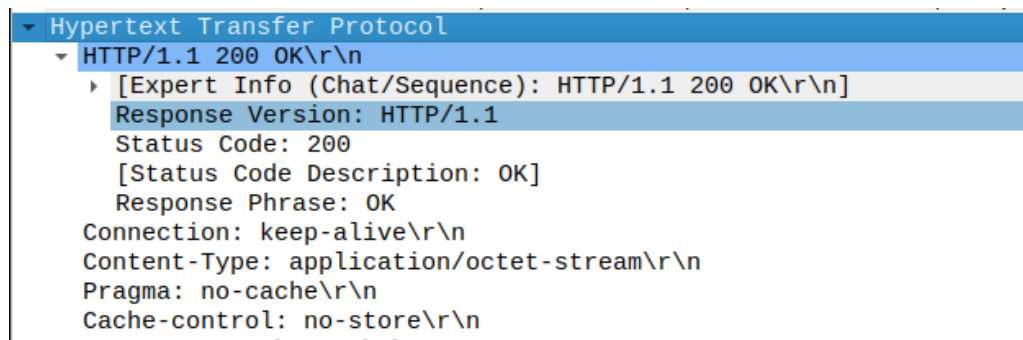 Hypertext Transfer Protocol
HTTP/1.1 200 OK\r\n
[Expert Info (Chat/Sequence): HTTP/1.1 200 OK\r\n]
Response Version: HTTP/1.1
Status Code: 200
[Status Code Description: OK]
Response Phrase: OK
Connection: keep-alive\r\n
Content-Type: application/octet-stream\r\n
Pragma: no-cache\r\n
Cache-control: no-store\r\n